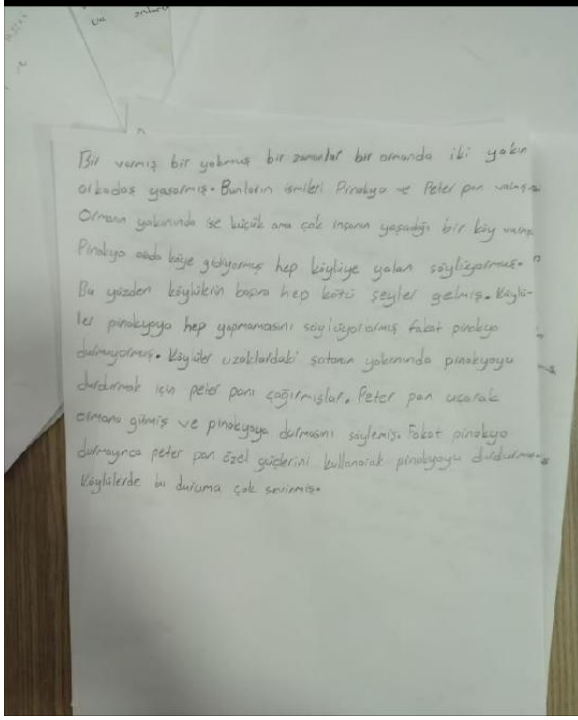 Bir varmış bir yokmuş bir zamanlar bir ormanda iki yakın
arkadaş yaşarmış. Bunların isimleri Pinokyo ve Peter pan
Ormanın yakınında ise küçük ama çok insanın yaşadığı bir köy varmış
Pinokyo köye gidiyormuş hep köylüye yalan söylüyormuş.
Bu yüzden köylülerin başına hep kötü şeyler gelmiş. Köylü-
ler pinokyoya hep yapmamasını söylüyorlarmış fakat pinokyo
durmuyormuş. Köylüler uzaklardaki şatonun yakınında pinokyoyu
durdurmak için peter panı çağırmışlar. Peter pan uçarak
ormana gitmiş ve pinokyoya durmasını söylemiş. Fakat pinokyo
durmayınca peter pan özel güçlerini kullanarak pinokyoyu
Köylülerde bu duruma çok sevinmiş.